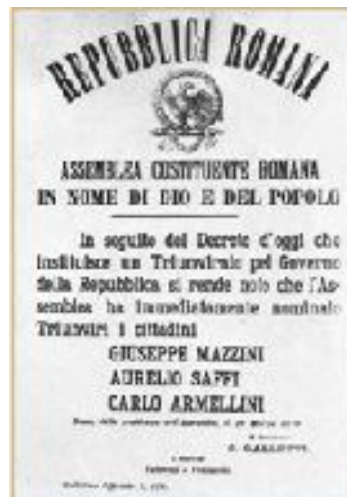 REPUBBLICA ROMANA
ASSEMBLEA COSTITUENTE ROMANA
IN NOME DI DIO E DEL POPOLO
In seguito del Decreto d'oggi che
instituisce un Triumvirato pel Governo
della Repubblica si rende noto che l'As-
semblea ha immediatamente nominato
Triumviri i cittadini
GIUSEPPE MAZZINI
AURELIO SAFFI
CARLO ARMELLINI